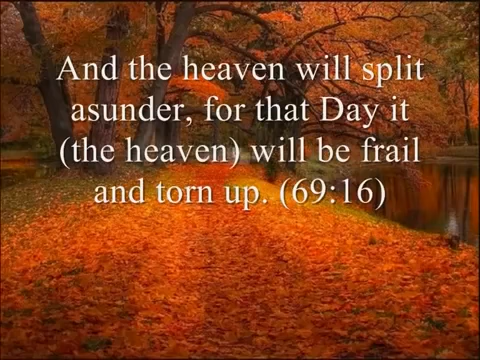 And the heaven will split
asunder, for that Day it
(the heaven) will be frail
and torn up. (69:16)